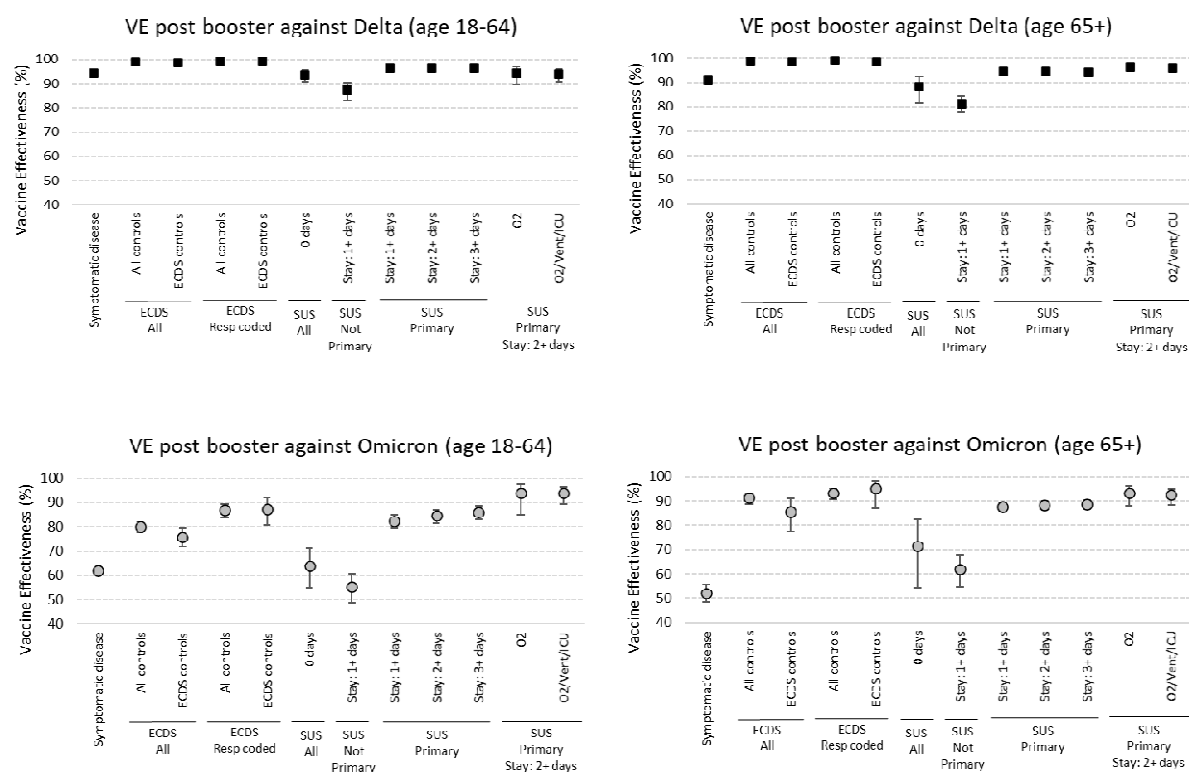 VE post booster against Delta (age 18-64)
Vaccine Effectiveness (%)
100
90
80
70
60
50
40
Symptomatic disease
All controls
ECDS controls
All controls
ECDS controls
0 days
Stay: 1+ days
Stay: 1+ days
Stay: 2+ days
Stay: 3+ days
O2
O2/Vent/ICU
ECDS
All
ECDS
Resp coded
SUS
All
SUS
Not
Primary
SUS
Primary
SUS
Primary
Stay: 2+ days
VE post booster against Delta (age 65+)
Vaccine Effectiveness (%)
100
90
80
70
60
50
40
Symptomatic disease
All controls
ECDS controls
All controls
ECDS controls
0 days
Stay: 1+ days
Stay: 1+ days
Stay: 2+ days
Stay: 3+ days
O2
O2/Vent/ICU
ECDS
All
ECDS
Resp coded
SUS
All
SUS
Not
Primary
SUS
Primary
SUS
Primary
Stay: 2+ days
VE post booster against Omicron (age 18-64)
Vaccine Effectiveness (%)
100
90
80
70
60
50
40
Symptomatic disease
All controls
ECDS controls
All controls
ECDS controls
0 days
Stay: 1+ days
Stay: 1+ days
Stay: 2+ days
Stay: 3+ days
O2
O2/Vent/ICU
ECDS
All
ECDS
Resp coded
SUS
All
SUS
Not
Primary
SUS
Primary
SUS
Primary
Stay: 2+ days
VE post booster against Omicron (age 65+)
Vaccine Effectiveness (%)
100
90
80
70
60
50
40
Symptomatic disease
All controls
ECDS controls
All controls
ECDS controls
0 days
Stay: 1+ days
Stay: 1+ days
Stay: 2+ days
Stay: 3+ days
O2
O2/Vent/ICU
ECDS
All
ECDS
Resp coded
SUS
All
SUS
Not
Primary
SUS
Primary
SUS
Primary
Stay: 2+ days